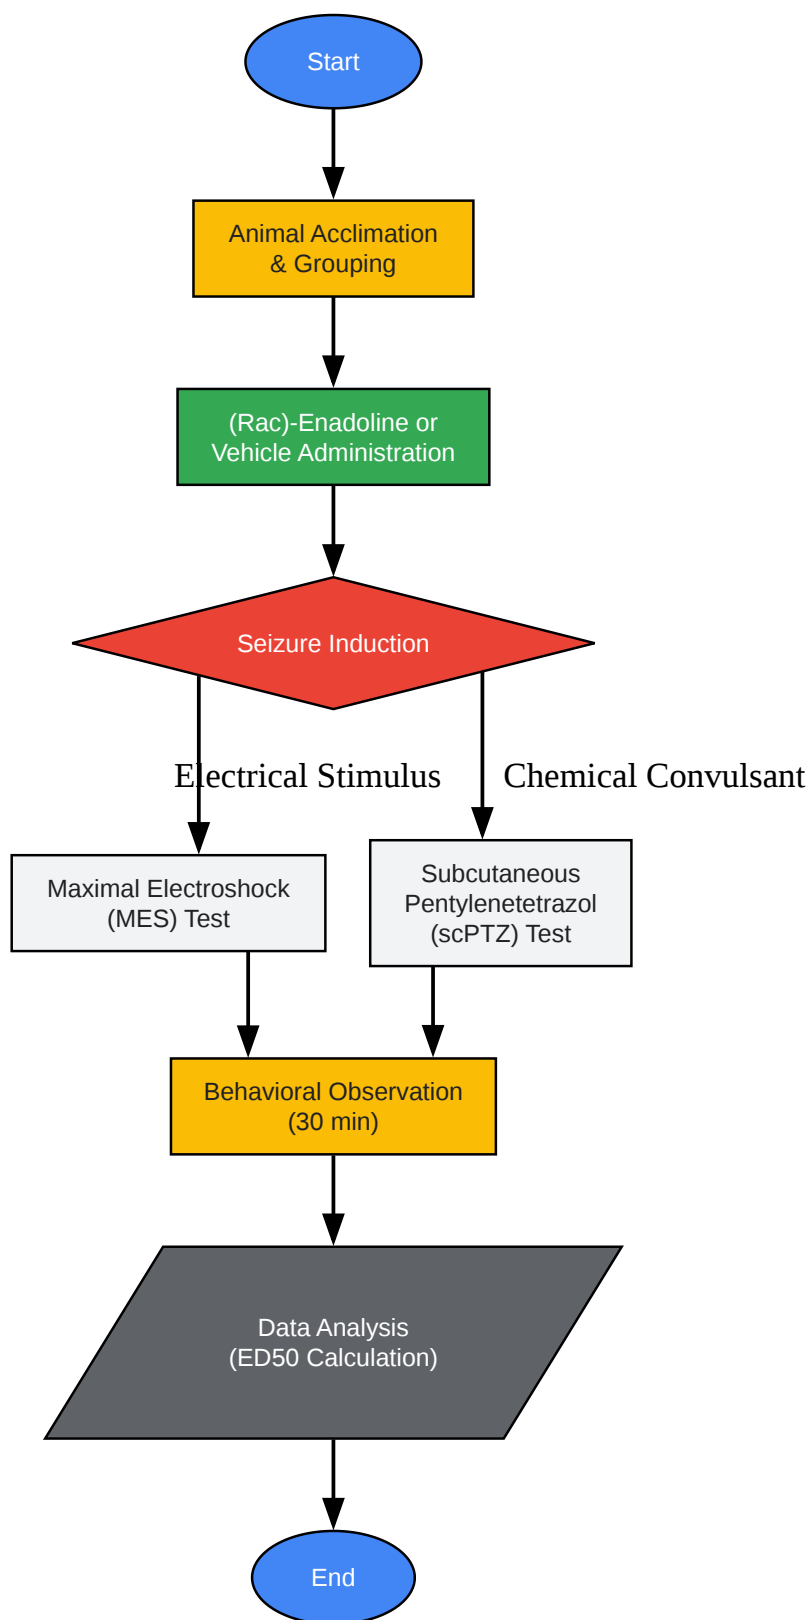 Start
Animal Acclimation
& Grouping
(Rac)-Enadoline or
Vehicle Administration
Seizure Induction
Electrical Stimulus
Chemical Convulsant
Maximal Electroshock
(MES) Test
Subcutaneous
Pentylenetetrazol
(scPTZ) Test
Behavioral Observation
(30 min)
Data Analysis
(ED50 Calculation)
End